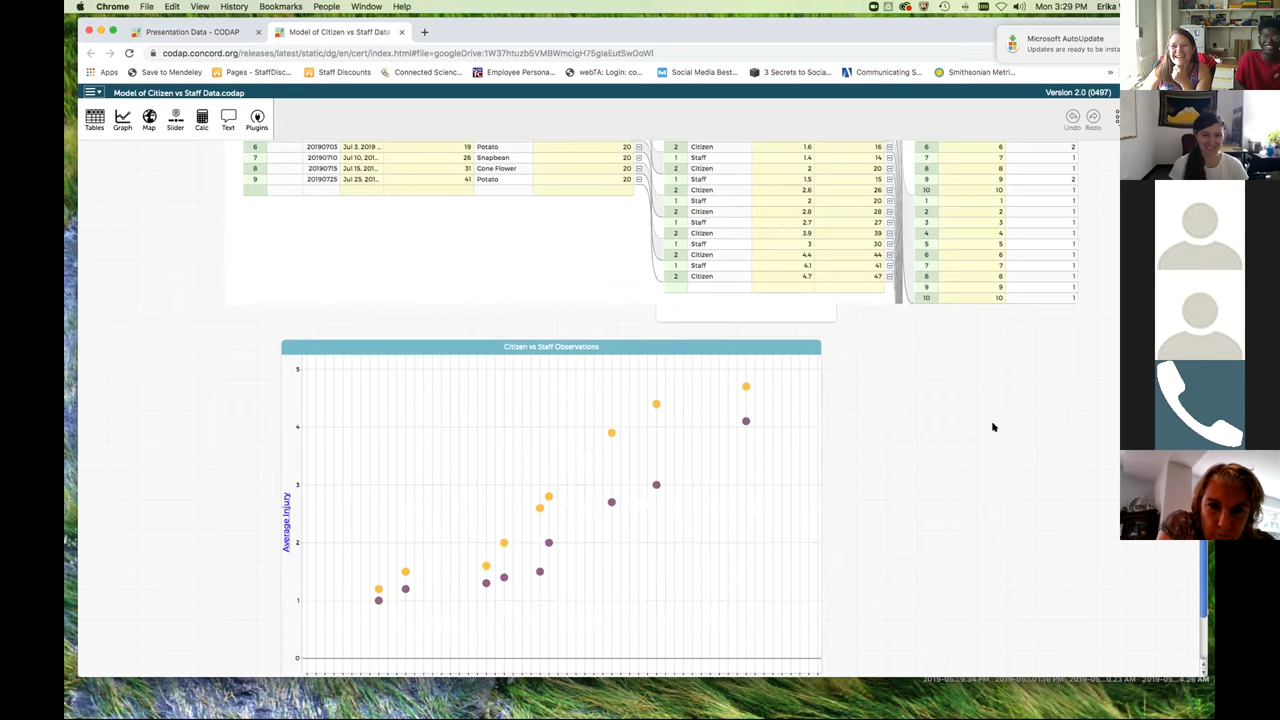 Chrome File Edit View History Bookmarks People Window Help Mon 3:29 PM Erika
Presentation Data - CODAP Model of Citizen vs Staff Data
Microsoft AutoUpdate
Updates are ready to be insta
codap.concord.org/releases/latest/static/dg/en/cert/index.html#file=googleDrive:
Apps Save to Mendeley Pages - StaffDisc... Staff Discounts Connected Scienc... Employee Persona... webTA: Login: co... Social Media Best... 3 Secrets to Socia... Communicating S... Smithsonian Metri... »
Model of Citizen vs Staff Data.codap Version 2.0 (0497)
Tables Graph Map Slider Calc Text Plugins Undo Redo
6 20190703 Jul 3, 2019 ... 19 Potato 20
7 20190710 Jul 10, 201... 26 Snapbean 20
8 20190715 Jul 15, 201... 31 Cone Flower 20
9 20190725 Jul 25, 201... 41 Potato 20
2 Citizen 1.6 16
1 Staff 1.4 14
2 Citizen 2 20
1 Staff 1.5 15
2 Citizen 2.6 26
1 Staff 2 20
2 Citizen 2.8 28
1 Staff 2.7 27
2 Citizen 3.9 39
1 Staff 3 30
2 Citizen 4.4 44
1 Staff 4.1 41
2 Citizen 4.7 47
6 6 2
7 7 1
8 8 1
9 9 2
10 10 1
1 1 1
2 2 1
3 3 1
4 4 1
5 5 1
6 6 1
7 7 1
8 8 1
9 9 1
10 10 1
Citizen vs Staff Observations
5
4
3
2
1
0
Average Injury